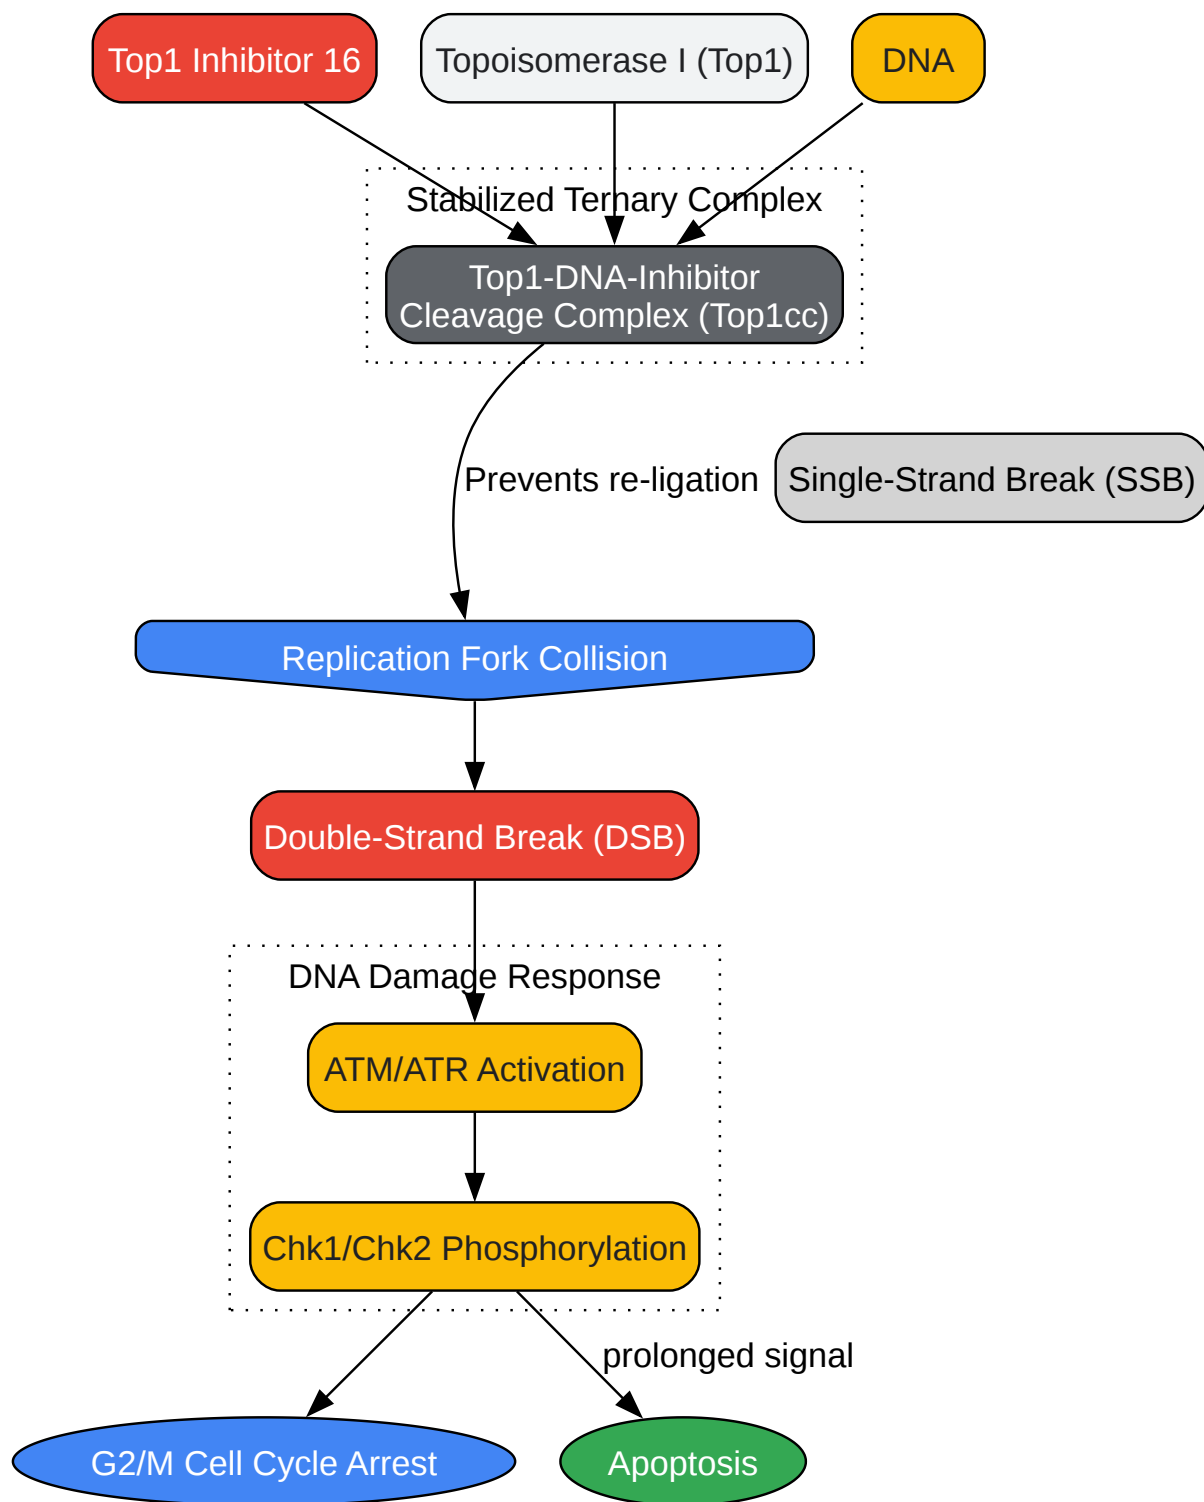 Top1 Inhibitor 16
Topoisomerase I (Top1)
DNA
Stabilized Ternary Complex
Top1-DNA-Inhibitor
Cleavage Complex (Top1cc)
Prevents re-ligation
Single-Strand Break (SSB)
Replication Fork Collision
Double-Strand Break (DSB)
DNA Damage Response
ATM/ATR Activation
Chk1/Chk2 Phosphorylation
prolonged signal
G2/M Cell Cycle Arrest
Apoptosis